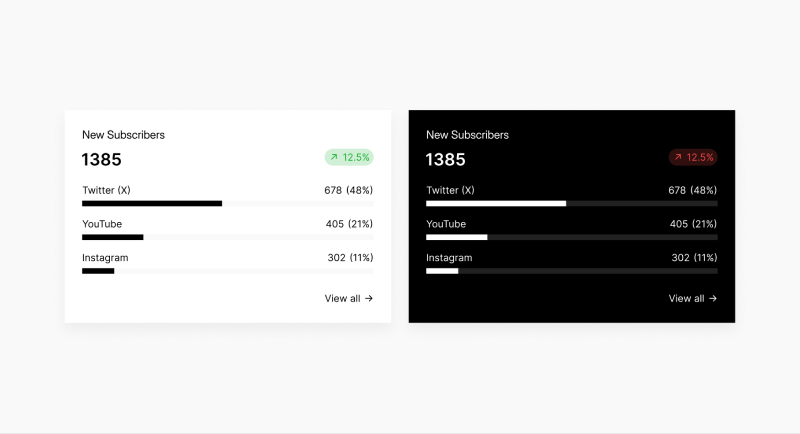 New Subscribers
1385
↗ 12.5%
Twitter (X) 678 (48%)
YouTube 405 (21%)
Instagram 302 (11%)
View all →
New Subscribers
1385
↗ 12.5%
Twitter (X) 678 (48%)
YouTube 405 (21%)
Instagram 302 (11%)
View all →